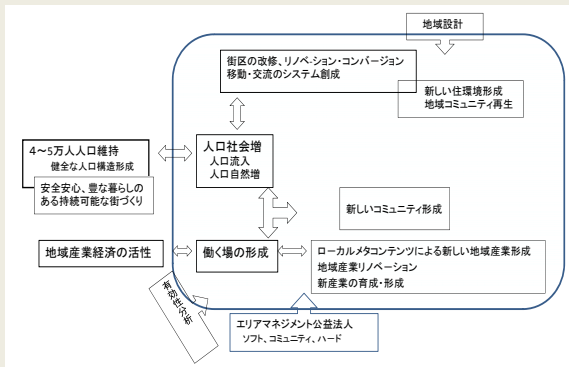 地域設計
街区の改修、リノベーション・コンバージョン
移動・交流のシステム創成
新しい住環境形成
地域コミュニティ再生
4～5万人人口維持
健全な人口構造形成
安全安心、豊な暮らしの
ある持続可能な街づくり
人口社会増
人口流入
人口自然増
新しいコミュニティ形成
地域産業経済の活性
働く場の形成
ローカルメタコンテンツによる新しい地域産業形成
地域産業リノベーション
新産業の育成・形成
有効性分析
エリアマネジメント公益法人
ソフト、コミュニティ、ハード